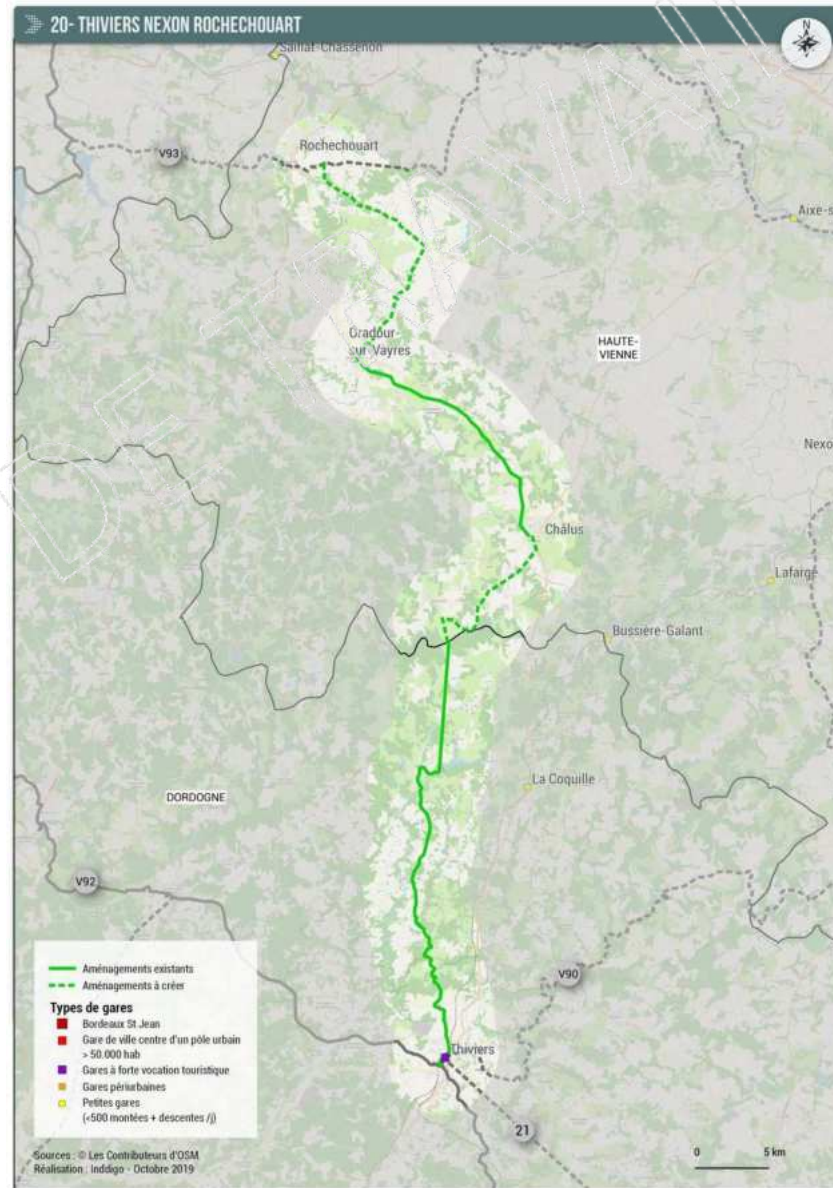 20- THIVIERS NEXON ROCHECHOUART
N
Saillat-Chassenon
Rochechouart
V93
Aixe-s
Oradour-
sur-Vayres
HAUTE-
VIENNE
Nexo
Châlus
Lafarge
Bussière-Galant
La Coquille
DORDOGNE
V92
V90
Thiviers
21
Aménagements existants
Aménagements à créer
Types de gares
Bordeaux St Jean
Gare de ville centre d'un pôle urbain
> 50.000 hab
Gares à forte vocation touristique
Gares périurbaines
Petites gares
(<500 montées + descentes /j)
Sources : © Les Contributeurs d'OSM
Réalisation : Inddigo - Octobre 2019
0 5 km